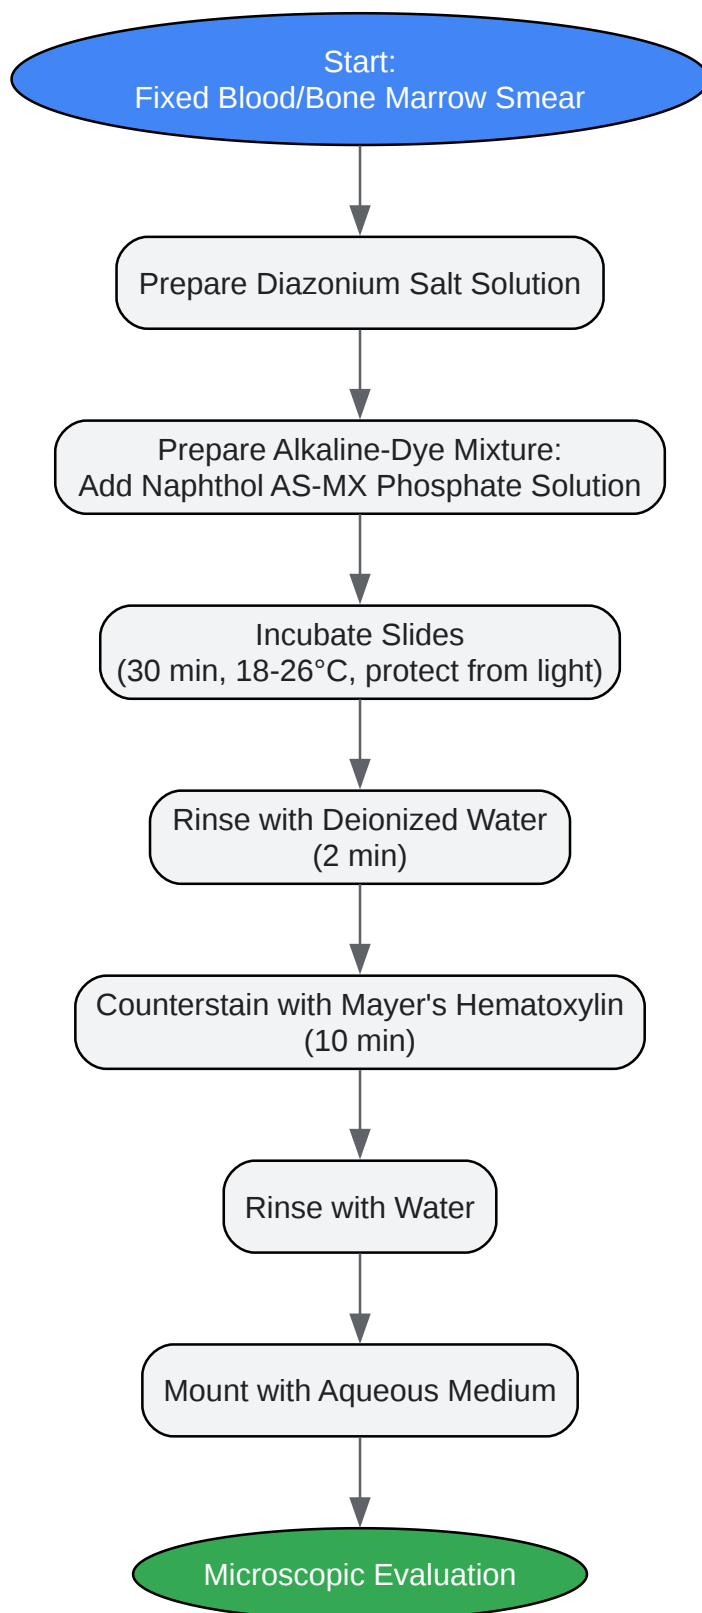 Start:
Fixed Blood/Bone Marrow Smear
Prepare Diazonium Salt Solution
Prepare Alkaline-Dye Mixture:
Add Naphthol AS-MX Phosphate Solution
Incubate Slides
(30 min, 18-26°C, protect from light)
Rinse with Deionized Water
(2 min)
Counterstain with Mayer's Hematoxylin
(10 min)
Rinse with Water
Mount with Aqueous Medium
Microscopic Evaluation